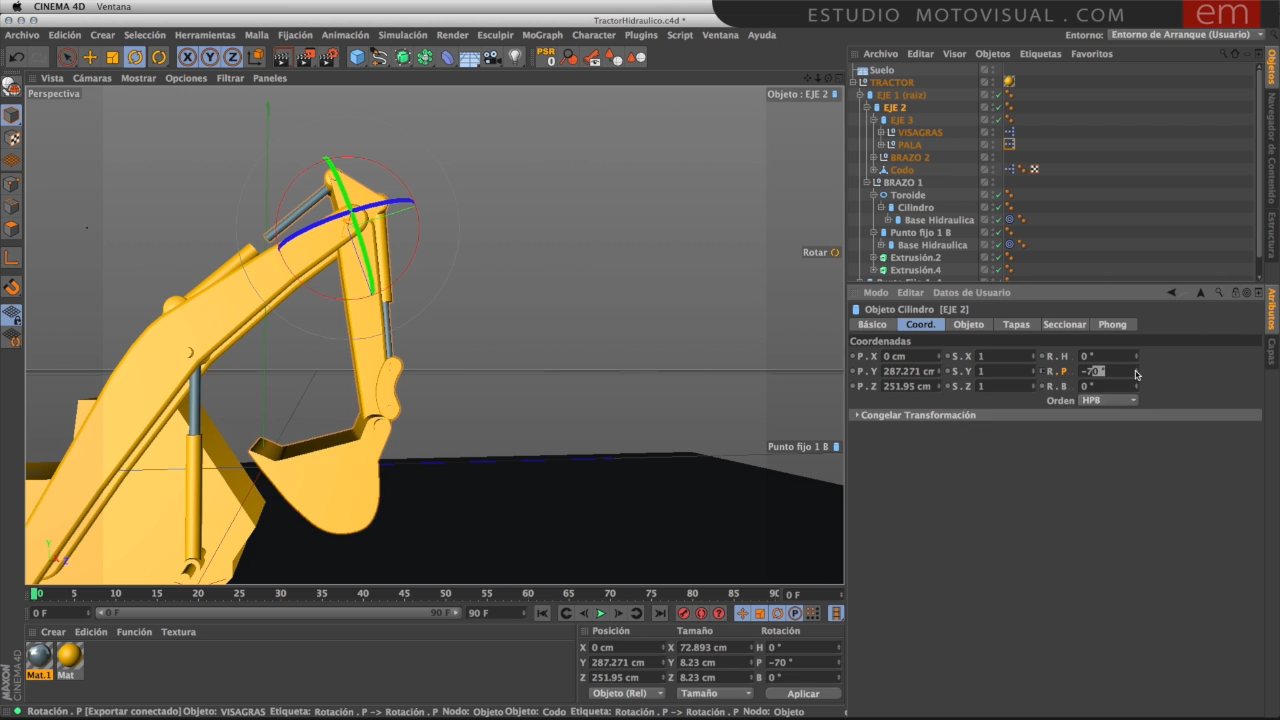 CINEMA 4D Ventana
TractorHidraulico.c4d *
ESTUDIO MOTOVISUAL . COM
em
Archivo Edición Crear Selección Herramientas Malla Fijación Animación Simulación Render Esculpir MoGraph Character Plugins Script Ventana Ayuda
Entorno: Entorno de Arranque (Usuario)
PSR
0
Archivo Editar Visor Objetos Etiquetas Favoritos
Vista Cámaras Mostrar Opciones Filtrar Paneles
Perspectiva
Objeto : EJE 2
Rotar
Punto fijo 1 B
Y
Z
X Y Z
Suelo
TRACTOR
EJE 1 (raiz)
EJE 2
EJE 3
VISAGRAS
PALA
BRAZO 2
Codo
BRAZO 1
Toroide
Cilindro
Base Hidraulica
Punto fijo 1 B
Base Hidraulica
Extrusión.2
Extrusión.4
Objetos
Navegador de Contenido
Estructura
Modo Editar Datos de Usuario
Objeto Cilindro [EJE 2]
Básico Coord. Objeto Tapas Seccionar Phong
Coordenadas
P . X 0 cm S . X 1 R . H 0 °
P . Y 287.271 cm S . Y 1 R . P -70 °
P . Z 251.95 cm S . Z 1 R . B 0 °
Orden HPB
Congelar Transformación
Atributos
Capas
0 5 10 15 20 25 30 35 40 45 50 55 60 65 70 75 80 85 90 0 F
0 F 0 F 90 F 90 F
Crear Edición Función Textura
Mat.1 Mat
Posición Tamaño Rotación
X 0 cm X 72.893 cm H 0 °
Y 287.271 cm Y 8.23 cm P -70 °
Z 251.95 cm Z 8.23 cm B 0 °
Objeto (Rel) Tamaño Aplicar
MAXON
CINEMA 4D
Rotación . P [Exportar conectado] Objeto: VISAGRAS Etiqueta: Rotación . P -> Rotación . P Nodo: Objeto Objeto: Codo Etiqueta: Rotación . P -> Rotación . P Nodo: Objeto